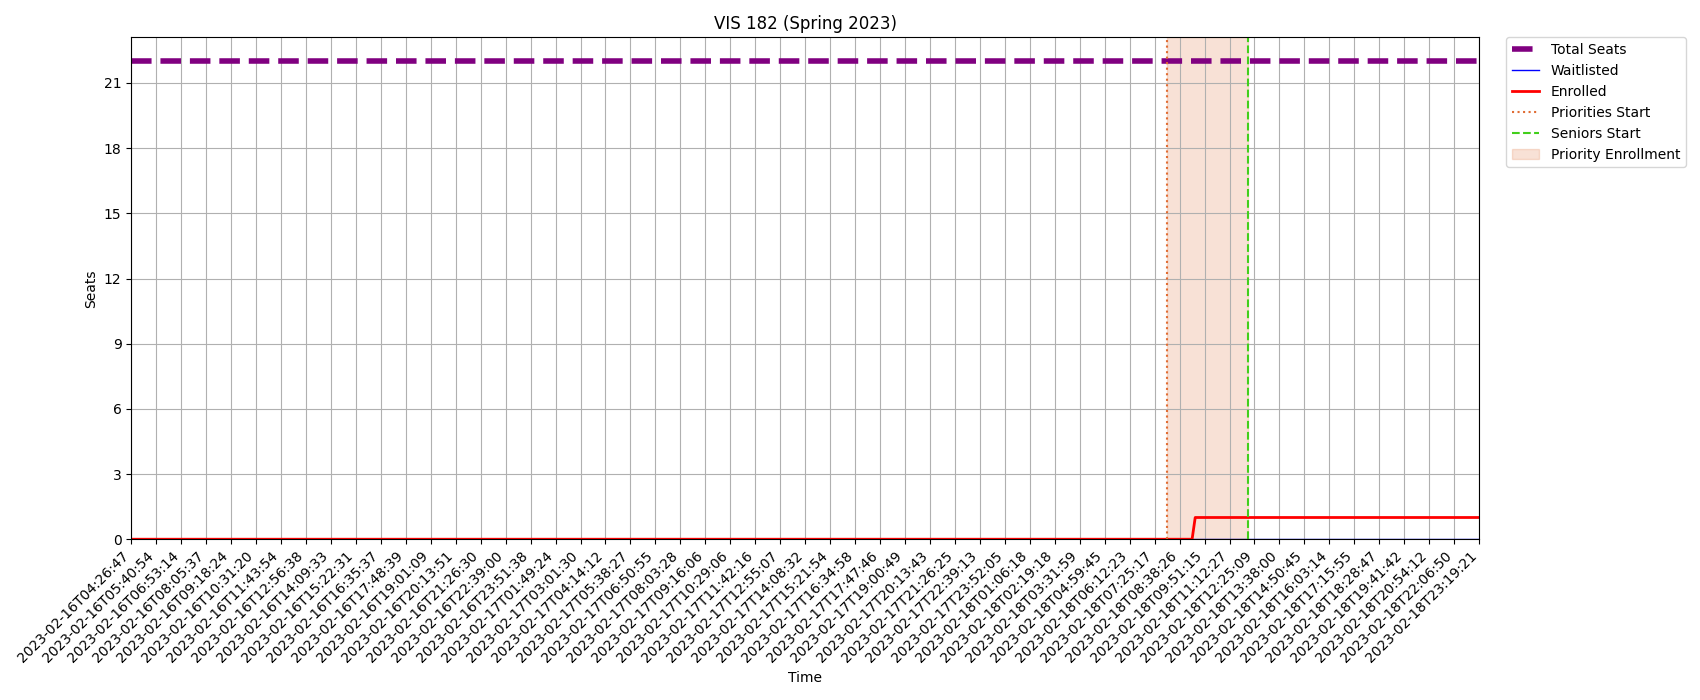 VIS 182 (Spring 2023)
Total Seats
Waitlisted
Enrolled
Priorities Start
Seniors Start
Priority Enrollment
Seats
21
18
15
12
9
6
3
0
2023-02-16T04:26:47
2023-02-16T05:40:54
2023-02-16T06:53:14
2023-02-16T08:05:37
2023-02-16T09:18:24
2023-02-16T10:31:20
2023-02-16T11:43:54
2023-02-16T12:56:38
2023-02-16T14:09:33
2023-02-16T15:22:31
2023-02-16T16:35:37
2023-02-16T17:48:39
2023-02-16T19:01:09
2023-02-16T20:13:51
2023-02-16T21:26:30
2023-02-16T22:39:00
2023-02-16T23:51:38
2023-02-17T01:49:24
2023-02-17T03:01:30
2023-02-17T04:14:12
2023-02-17T05:38:27
2023-02-17T06:50:55
2023-02-17T08:03:28
2023-02-17T09:16:06
2023-02-17T10:29:06
2023-02-17T11:42:16
2023-02-17T12:55:07
2023-02-17T14:08:32
2023-02-17T15:21:54
2023-02-17T16:34:58
2023-02-17T17:47:46
2023-02-17T19:00:49
2023-02-17T20:13:43
2023-02-17T21:26:25
2023-02-17T22:39:13
2023-02-17T23:52:05
2023-02-18T01:06:18
2023-02-18T02:19:18
2023-02-18T03:31:59
2023-02-18T04:59:45
2023-02-18T06:12:23
2023-02-18T07:25:17
2023-02-18T08:38:26
2023-02-18T09:51:15
2023-02-18T11:12:27
2023-02-18T12:25:09
2023-02-18T13:38:00
2023-02-18T14:50:45
2023-02-18T16:03:14
2023-02-18T17:15:55
2023-02-18T18:28:47
2023-02-18T19:41:42
2023-02-18T20:54:12
2023-02-18T22:06:50
2023-02-18T23:19:21
Time